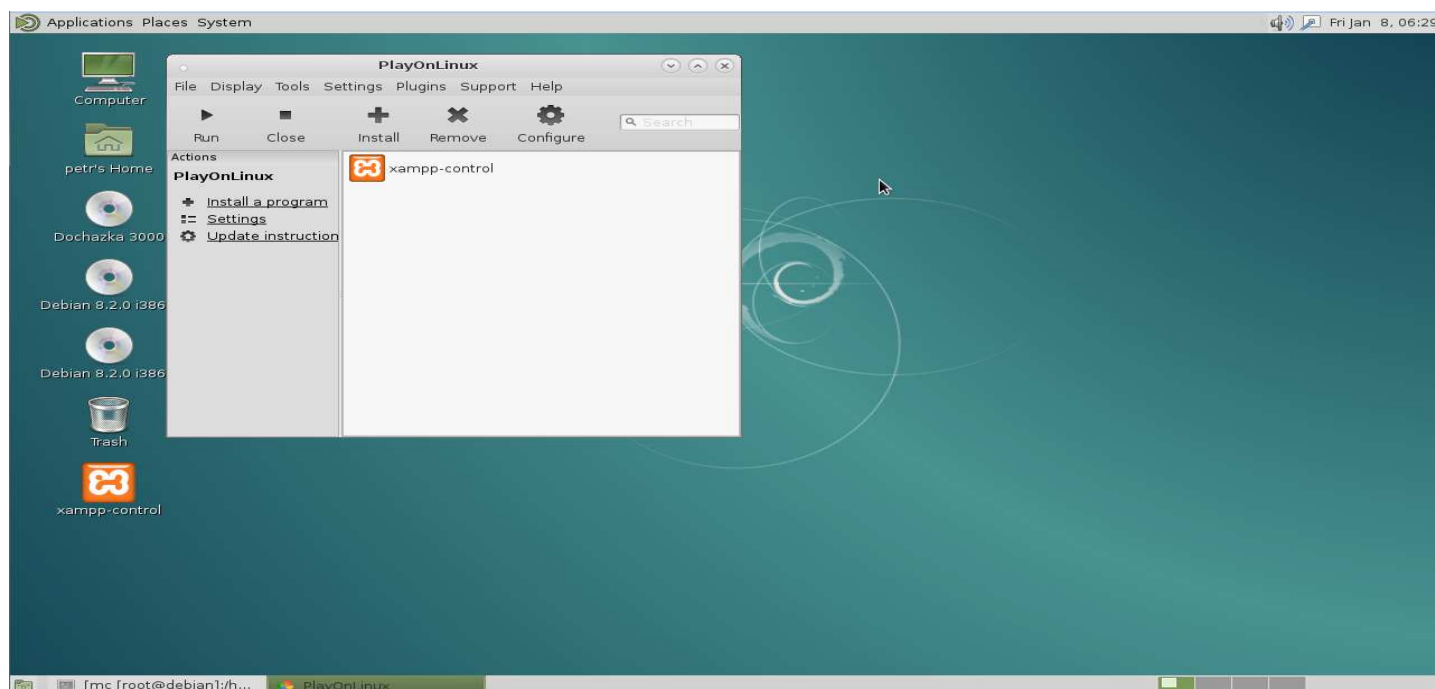 Applications Places System
Fri Jan 8, 06:29
Computer
petr's Home
Dochazka 3000
Debian 8.2.0 i386
Debian 8.2.0 i386
Trash
xampp-control
PlayOnLinux
File Display Tools Settings Plugins Support Help
Run Close Install Remove Configure
Search
Actions
PlayOnLinux
Install a program
Settings
Update instruction
xampp-control
[mc [root@debian]:/h...
PlayOnLinux